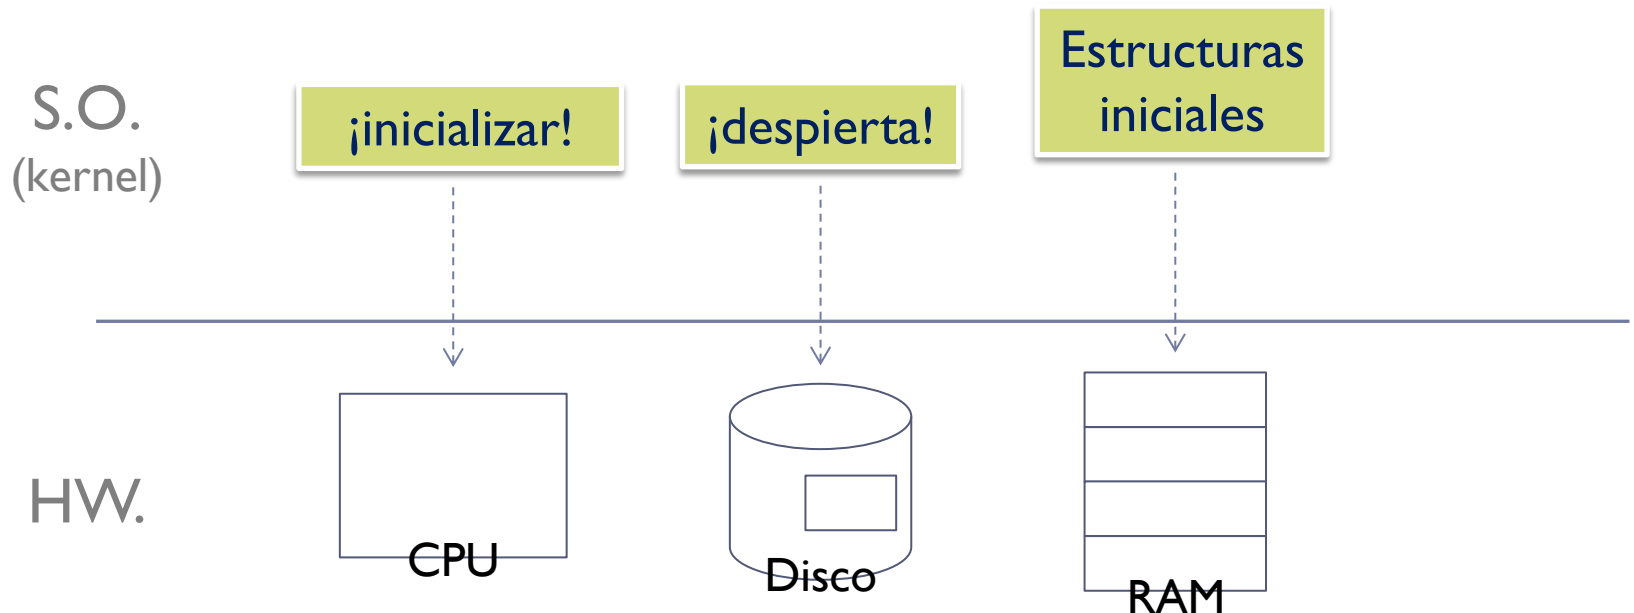 S.O.
(kernel)
¡inicializar!
¡despierta!
Estructuras
iniciales
HW.
CPU
Disco
RAM